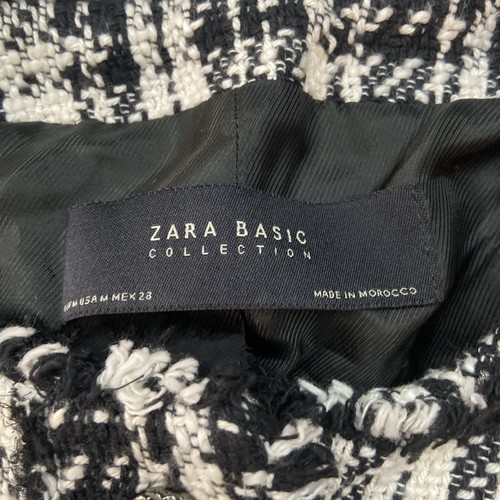 ZARA BASIC
COLLECTION
M USA M MEX 28
MADE IN MOROCCO